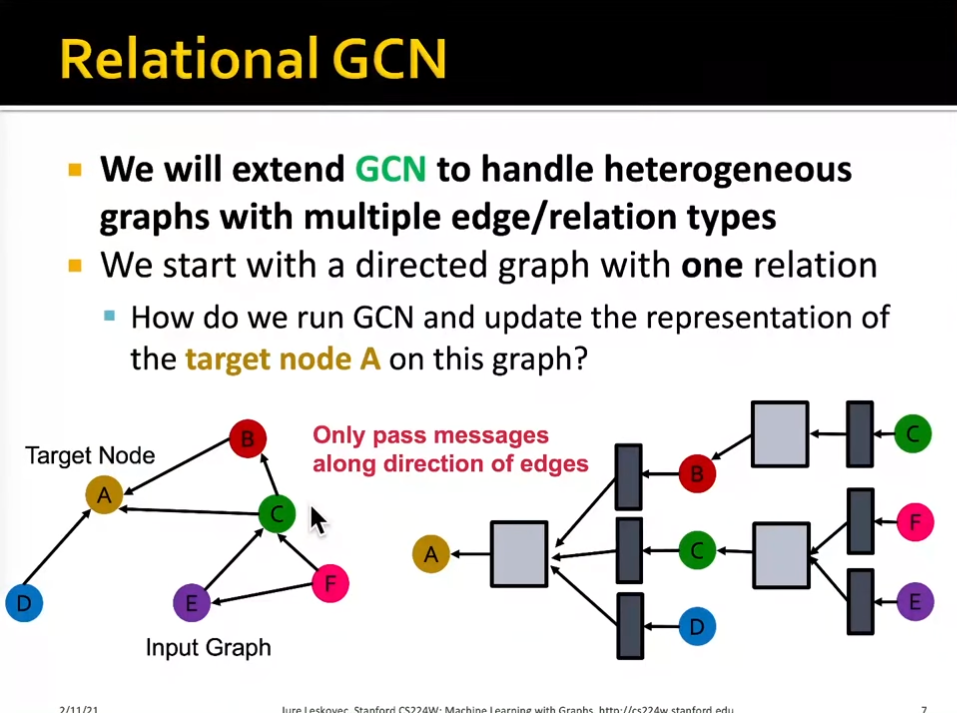 Relational GCN
We will extend GCN to handle heterogeneous
graphs with multiple edge/relation types
We start with a directed graph with one relation
How do we run GCN and update the representation of
the target node A on this graph?
Target Node
Only pass messages
along direction of edges
B
A
C
D
E
F
Input Graph
A
B
C
D
C
F
E
2/11/21
Jure Leskovec, Stanford CS224W: Machine Learning with Graphs, http://cs224w.stanford.edu
7